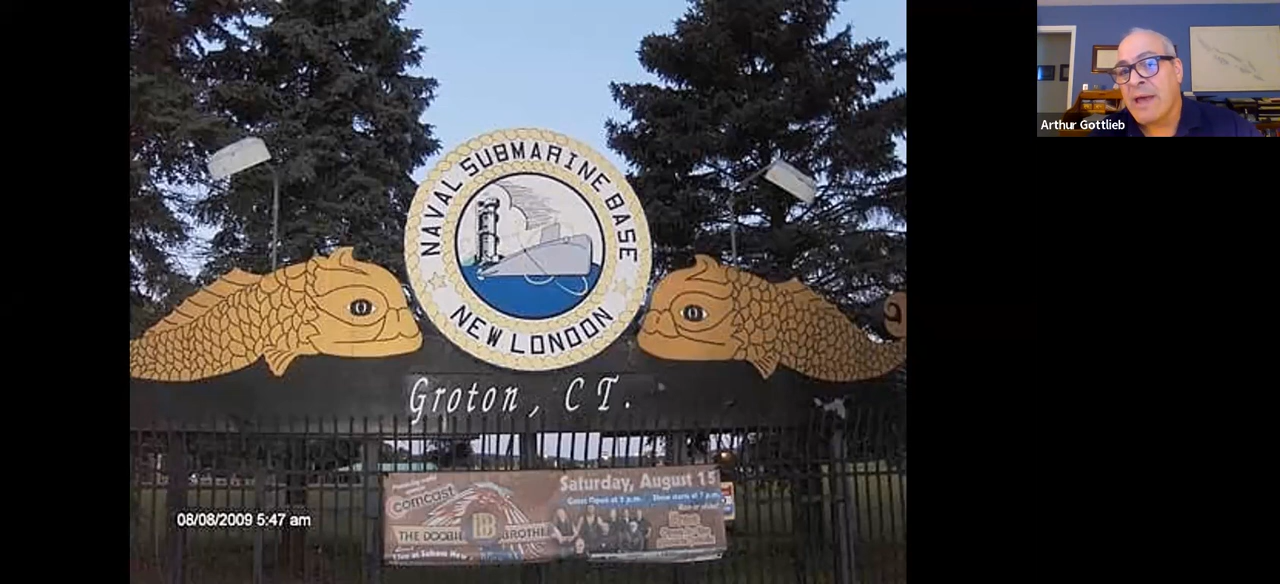 NAVAL SUBMARINE BASE
NEW LONDON
Groton, CT.
comcast
Saturday, August 15
THE DOOBIE BROTHE
08/08/2009 5:47 am
Arthur Gottlieb